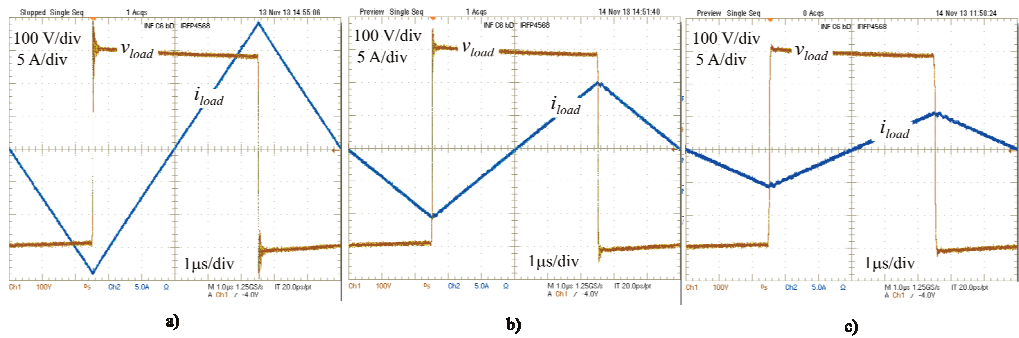 Stopped Single Seq 1 Acqs 13 Nov 13 14:55:06
INF C6 bD IRFP4568
100 V/div
5 A/div
vload
iload
1μs/div
Ch1 100V Ch2 5.0A Ω M 1.0μs 1.25GS/s IT 20.0ps/pt
A Ch1 -4.0V
a)
Preview Single Seq 1 Acqs 14 Nov 13 14:51:40
INF C6 bD IRFP4568
100 V/div
5 A/div
vload
iload
1μs/div
Ch1 100V Ch2 5.0A Ω M 1.0μs 1.25GS/s IT 20.0ps/pt
A Ch1 -4.0V
b)
Preview Single Seq 0 Acqs 14 Nov 13 11:58:24
INF C6 bD IRFP4568
100 V/div
5 A/div
vload
iload
1μs/div
Ch1 100V Ch2 5.0A Ω M 1.0μs 1.25GS/s IT 20.0ps/pt
A Ch1 -4.0V
c)